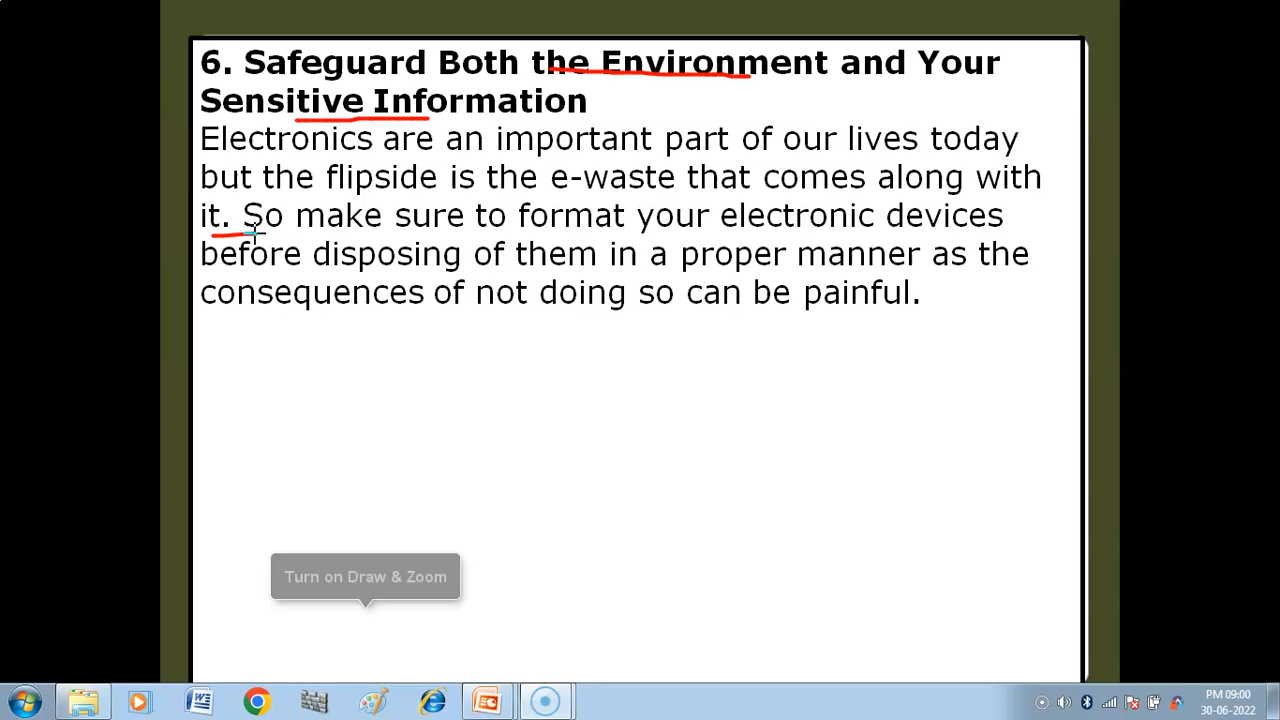 6. Safeguard Both the Environment and Your
Sensitive Information
Electronics are an important part of our lives today
but the flipside is the e-waste that comes along with
it. So make sure to format your electronic devices
before disposing of them in a proper manner as the
consequences of not doing so can be painful.
Turn on Draw & Zoom
PM 09:00
30-06-2022